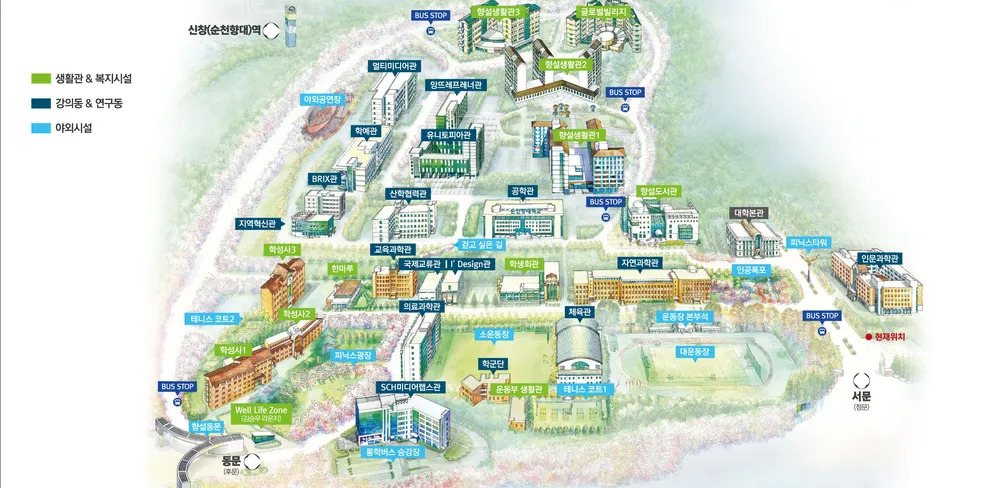 향설생활관3
글로벌빌리지
BUS STOP
신창(순천향대)역
향설생활관2
멀티미디어관
생활관 & 복지시설
앙뜨레프레너관
BUS STOP
야외공연장
강의동 & 연구동
야외시설
학예관
유니토피아관
향설생활관1
BRIX관
산학협력관
공학관
향설도서관
BUS STOP
순천향대학교
대학본관
지역혁신관
걷고 싶은 길
피닉스타워
학성사3
교육과학관
인문과학관
한마루
국제교류관
I˚ Design관
학생회관
자연과학관
인공폭포
의료과학관
테니스 코트2
학성사2
체육관
운동장 본부석
BUS STOP
소운동장
현재위치
학성사1
피닉스광장
대운동장
학군단
BUS STOP
SCH미디어랩스관
운동부 생활관
테니스 코트1
서문
(정문)
Well Life Zone
(김승우 라운지)
향설동문
통학버스 승강장
동문
(후문)